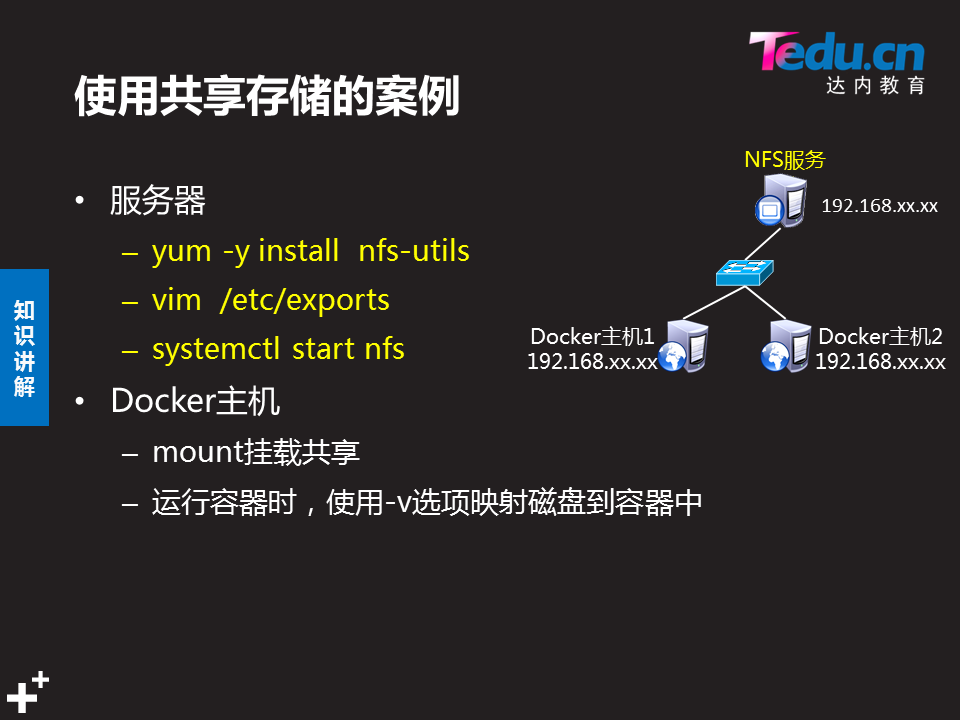 Tedu.cn
达内教育
使用共享存储的案例
• 服务器
– yum -y install nfs-utils
– vim /etc/exports
– systemctl start nfs
• Docker主机
– mount挂载共享
– 运行容器时，使用-v选项映射磁盘到容器中
知识讲解
NFS服务
192.168.xx.xx
Docker主机1
192.168.xx.xx
Docker主机2
192.168.xx.xx